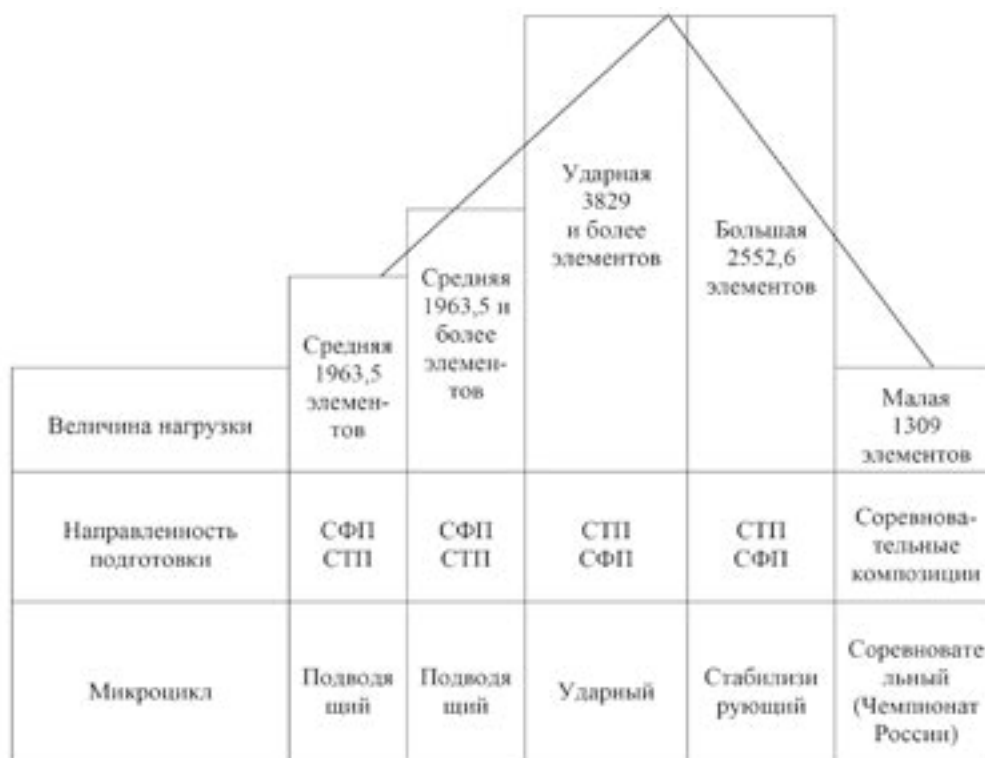 Величина нагрузки
Средняя
1963,5
элемен-
тов
Средняя
1963,5 и
более
элемен-
тов
Ударная
3829
и более
элементов
Большая
2552,6
элементов
Малая
1309
элементов
Направленность
подготовки
СФП
СТП
СФП
СТП
СТП
СФП
СТП
СФП
Соревнова-
тельные
композиции
Микроцикл
Подводя
щий
Подводя
щий
Ударный
Стабилизи
рующий
Соревновате
льный
(Чемпионат
России)